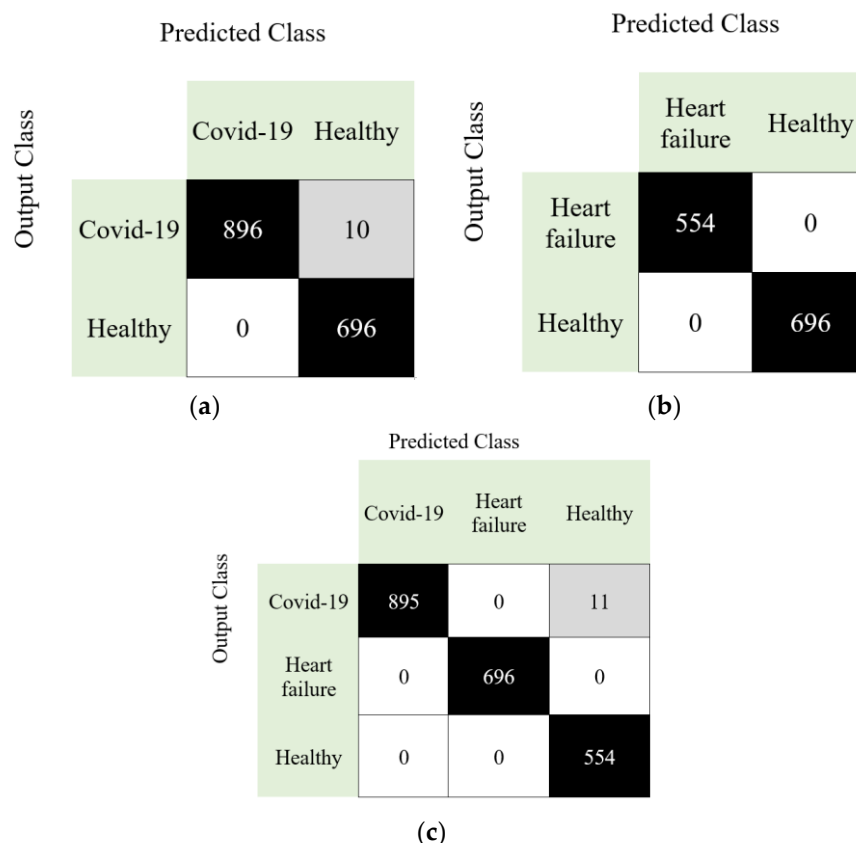 Predicted Class
Covid-19 Healthy
Output Class
Covid-19 896 10
Healthy 0 696
(a)
Predicted Class
Heart
failure
Healthy
Output Class
Heart
failure
554 0
Healthy 0 696
(b)
Predicted Class
Covid-19
Heart
failure
Healthy
Output Class
Covid-19 895 0 11
Heart
failure
0 696 0
Healthy 0 0 554
(c)